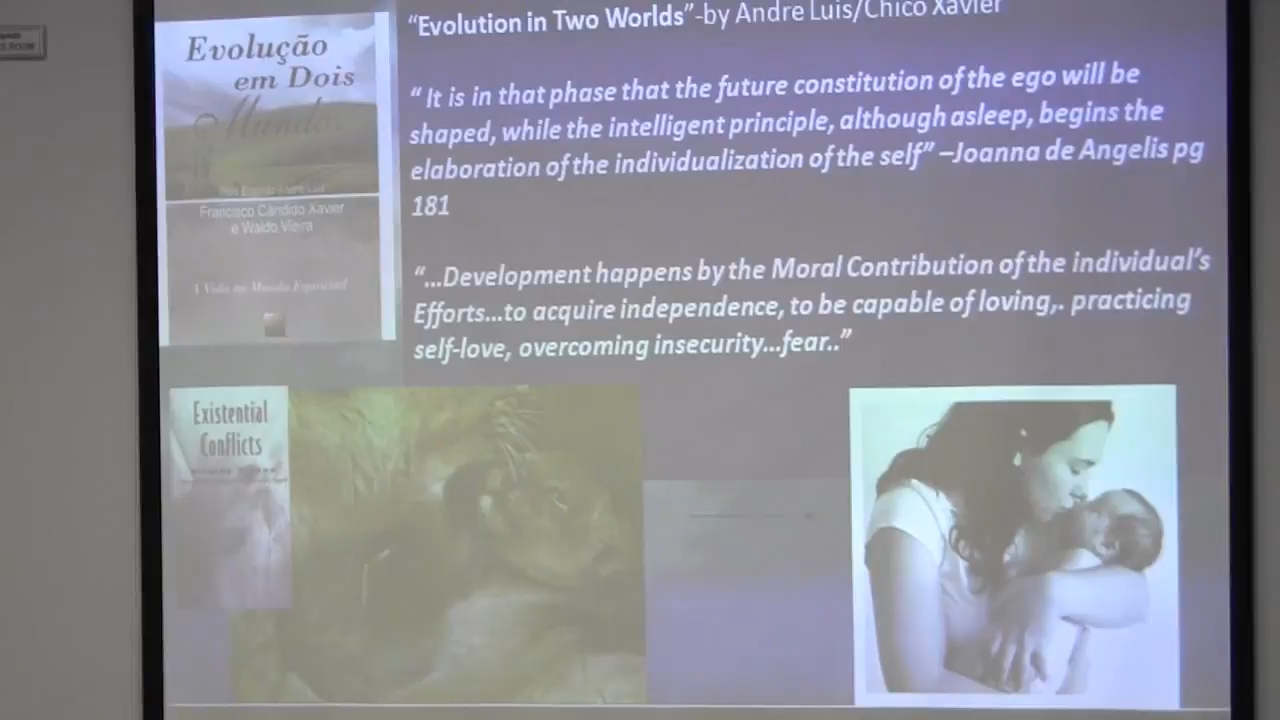 “Evolution in Two Worlds”-by Andre Luis/Chico Xavier
Evolução
em Dois
Mundos
“ It is in that phase that the future constitution of the ego will be
shaped, while the intelligent principle, although asleep, begins the
elaboration of the individualization of the self” –Joanna de Angelis pg
181
Francisco Cândido Xavier
e Waldo Vieira
A Vida no Mundo Espiritual
“...Development happens by the Moral Contribution of the individual’s
Efforts...to acquire independence, to be capable of loving,. practicing
self-love, overcoming insecurity...fear..”
Existential
Conflicts